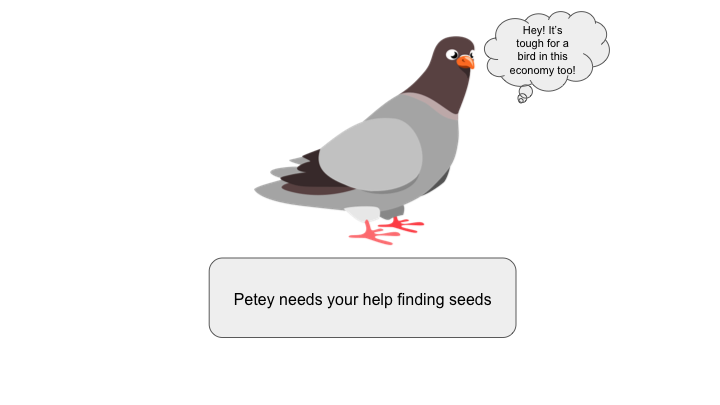 Hey! It's
tough for a
bird in this
economy too!
Petey needs your help finding seeds